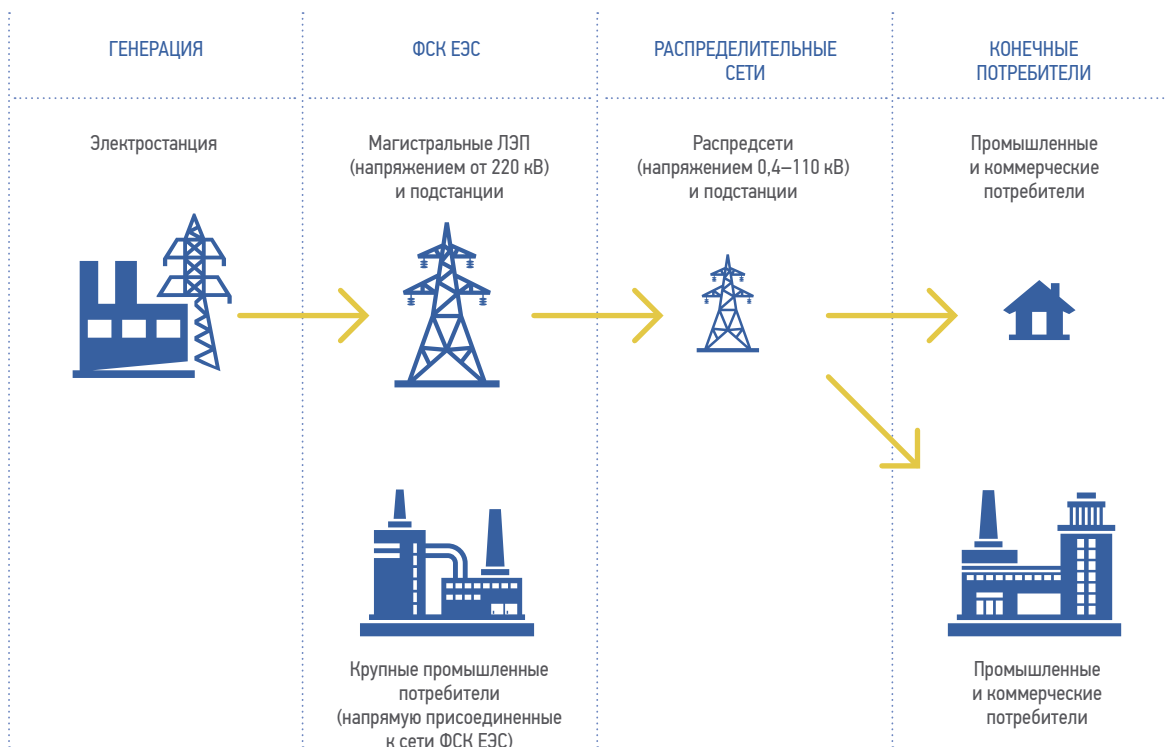 ГЕНЕРАЦИЯ
ФСК ЕЭС
РАСПРЕДЕЛИТЕЛЬНЫЕ
СЕТИ
КОНЕЧНЫЕ
ПОТРЕБИТЕЛИ
Электростанция
Магистральные ЛЭП
(напряжением от 220 кВ)
и подстанции
Распредсети
(напряжением 0,4–110 кВ)
и подстанции
Промышленные
и коммерческие
потребители
Крупные промышленные
потребители
(напрямую присоединенные
к сети ФСК ЕЭС)
Промышленные
и коммерческие
потребители